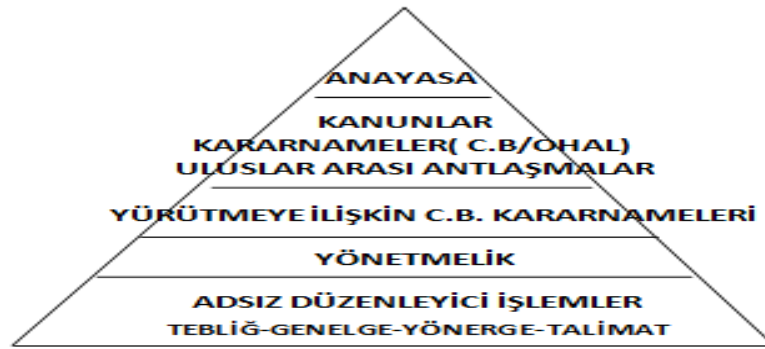 ANAYASA
KANUNLAR
KARARNAMELER( C.B/OHAL)
ULUSLAR ARASI ANTLAŞMALAR
YÜRÜTMEYE İLİŞKİN C.B. KARARNAMELERİ
YÖNETMELİK
ADSIZ DÜZENLEYİCİ İŞLEMLER
TEBLİĞ-GENELGE-YÖNERGE-TALİMAT